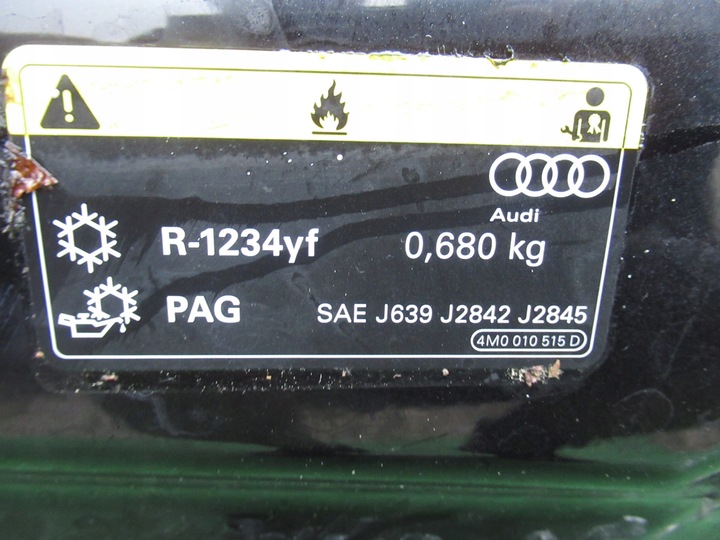 Audi
R-1234yf 0,680 kg
PAG SAE J639 J2842 J2845
4M0 010 515 D